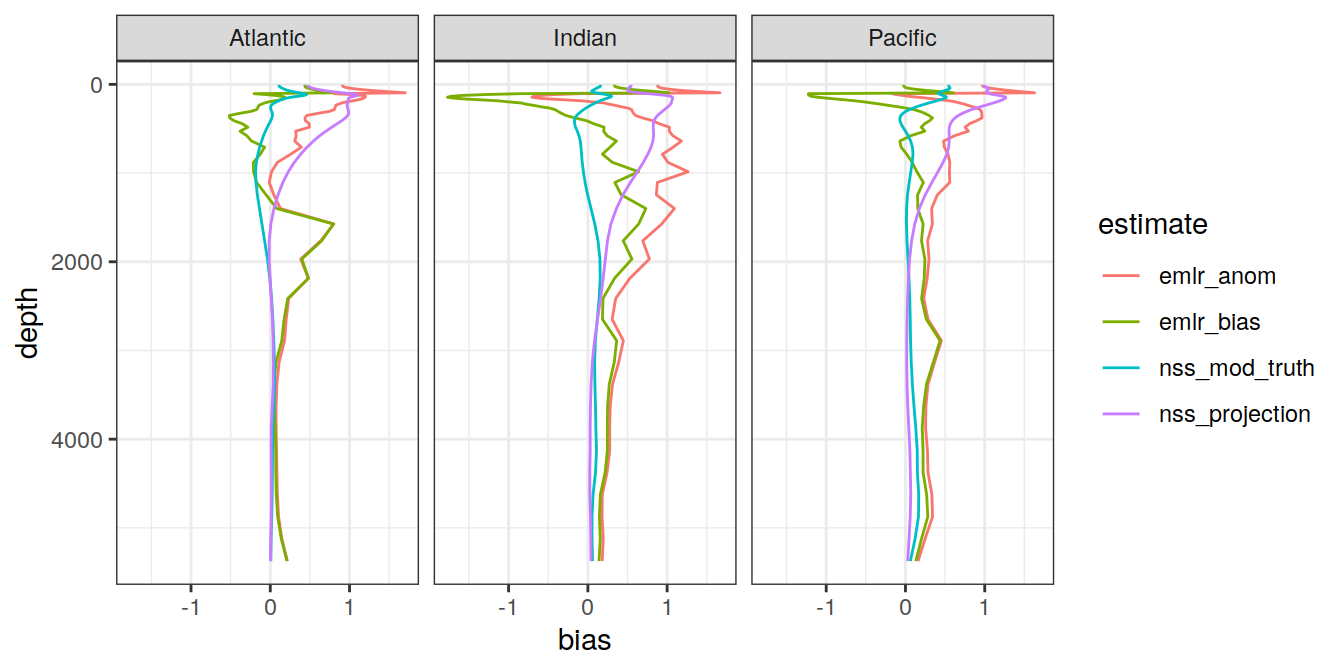 Atlantic Indian Pacific
0
2000
4000
depth
-1 0 1 -1 0 1 -1 0 1
bias
estimate
emlr_anom
emlr_bias
nss_mod_truth
nss_projection